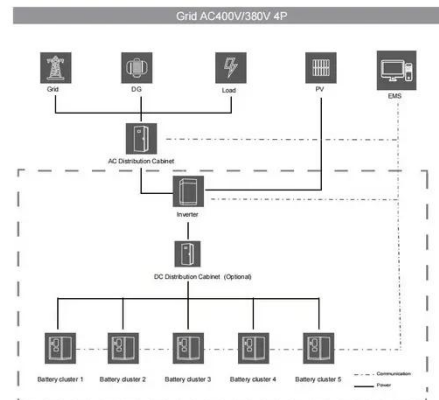 Grid AC400V/380V 4P
Grid
DG
Load
PV
EMS
AC Distribution Cabinet
Inverter
DC Distribution Cabinet (Optional)
Battery cluster 1
Battery cluster 2
Battery cluster 3
Battery cluster 4
Battery cluster 5
Communication
Power